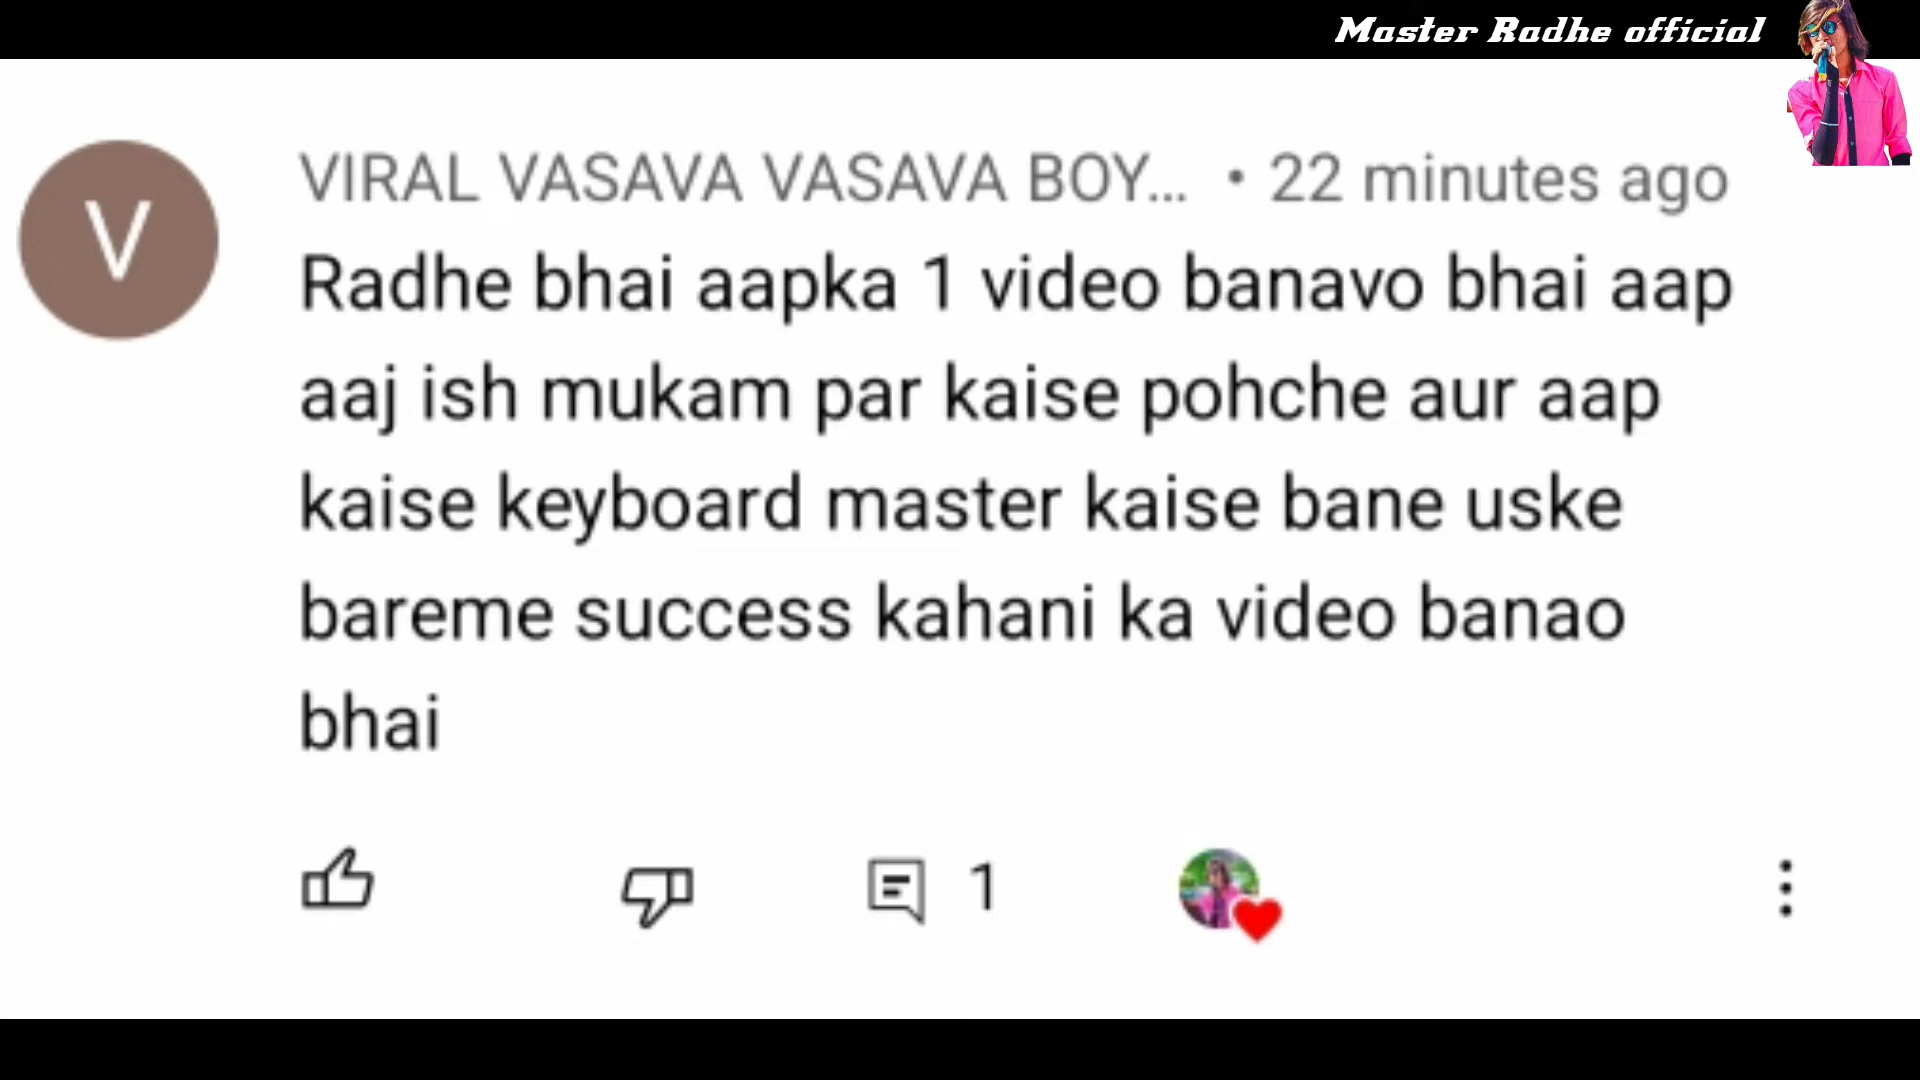 Master Radhe official
V
VIRAL VASAVA VASAVA BOY... • 22 minutes ago
Radhe bhai aapka 1 video banavo bhai aap
aaj ish mukam par kaise pohche aur aap
kaise keyboard master kaise bane uske
bareme success kahani ka video banao
bhai
1